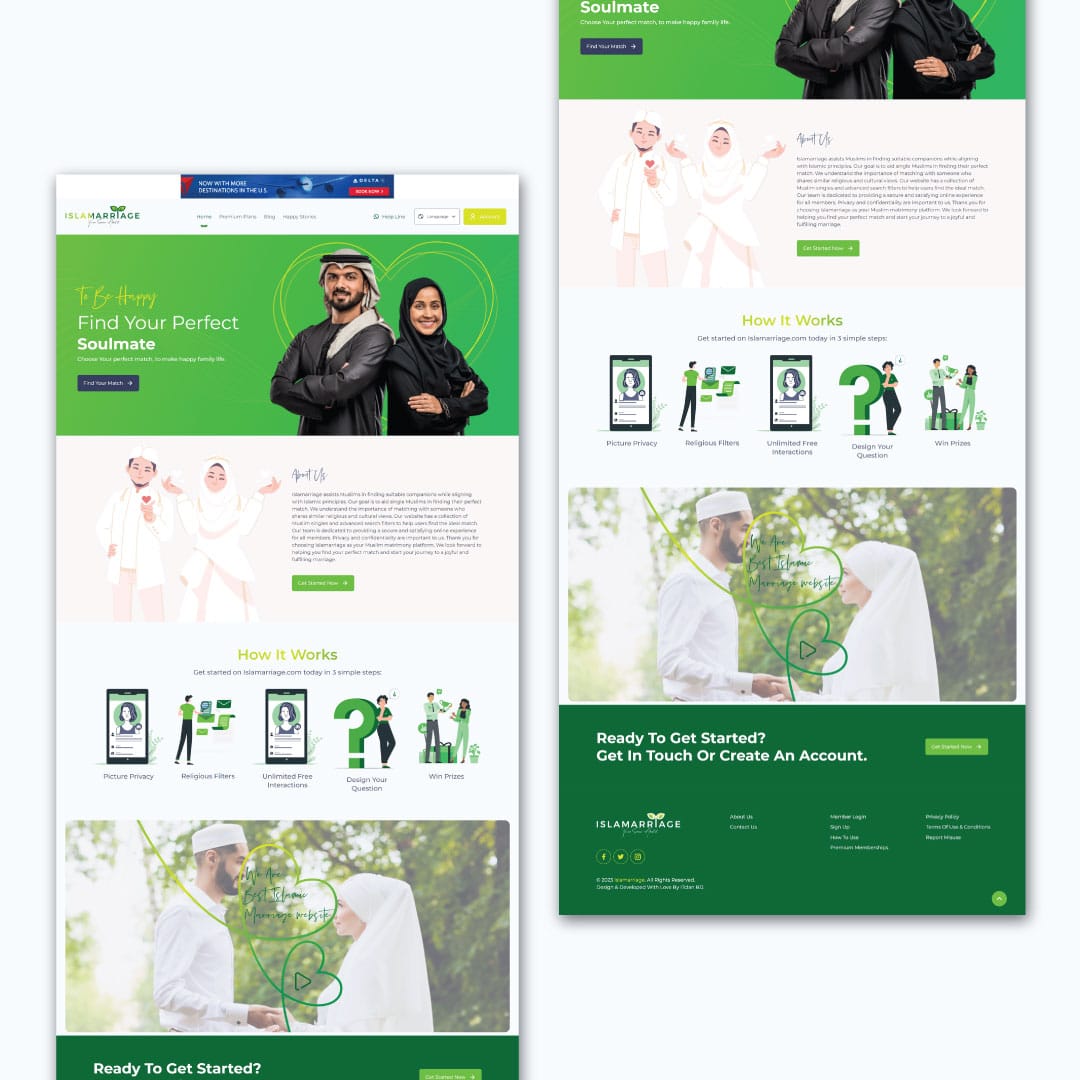 NOW WITH MORE
DESTINATIONS IN THE U.S.
DELTA
BOOK NOW >
ISLAMARRIAGE
Home
Premium Plans
Blog
Happy Stories
Help Line
Language
Account
To Be Happy
Find Your Perfect
Soulmate
Choose Your perfect match, to make happy family life.
Find Your Match →
About Us
Islamarriage assists Muslims in finding suitable companions while aligning
with Islamic principles. Our goal is to aid single Muslims in finding their perfect
match. We understand the importance of matching with someone who
shares similar religious and cultural views. Our website has a collection of
Muslim singles and advanced search filters to help users find the ideal match.
Our team is dedicated to providing a secure and satisfying online experience
for all members. Privacy and confidentiality are important to us. Thank you for
choosing Islamarriage as your Muslim matrimony platform. We look forward to
helping you find your perfect match and start your journey to a joyful and
fulfilling marriage.
Get Started Now →
How It Works
Get started on Islamarriage.com today in 3 simple steps:
Picture Privacy
Religious Filters
Unlimited Free
Interactions
Design Your
Question
Win Prizes
We Are
Best Islamic
Marriage website
Ready To Get Started?
Get Started Now →
Soulmate
Choose Your perfect match, to make happy family life.
Find Your Match →
About Us
Islamarriage assists Muslims in finding suitable companions while aligning
with Islamic principles. Our goal is to aid single Muslims in finding their perfect
match. We understand the importance of matching with someone who
shares similar religious and cultural views. Our website has a collection of
Muslim singles and advanced search filters to help users find the ideal match.
Our team is dedicated to providing a secure and satisfying online experience
for all members. Privacy and confidentiality are important to us. Thank you for
choosing Islamarriage as your Muslim matrimony platform. We look forward to
helping you find your perfect match and start your journey to a joyful and
fulfilling marriage.
Get Started Now →
How It Works
Get started on Islamarriage.com today in 3 simple steps:
Picture Privacy
Religious Filters
Unlimited Free
Interactions
Design Your
Question
Win Prizes
We Are
Best Islamic
Marriage website
Ready To Get Started?
Get In Touch Or Create An Account.
Get Started Now →
ISLAMARRIAGE
About Us
Contact Us
Member Login
Sign Up
How To Use
Premium Memberships
Privacy Policy
Terms Of Use & Conditions
Report Misuse
© 2023 Islamarriage. All Rights Reserved.
Design & Developed With Love By iTdan BG